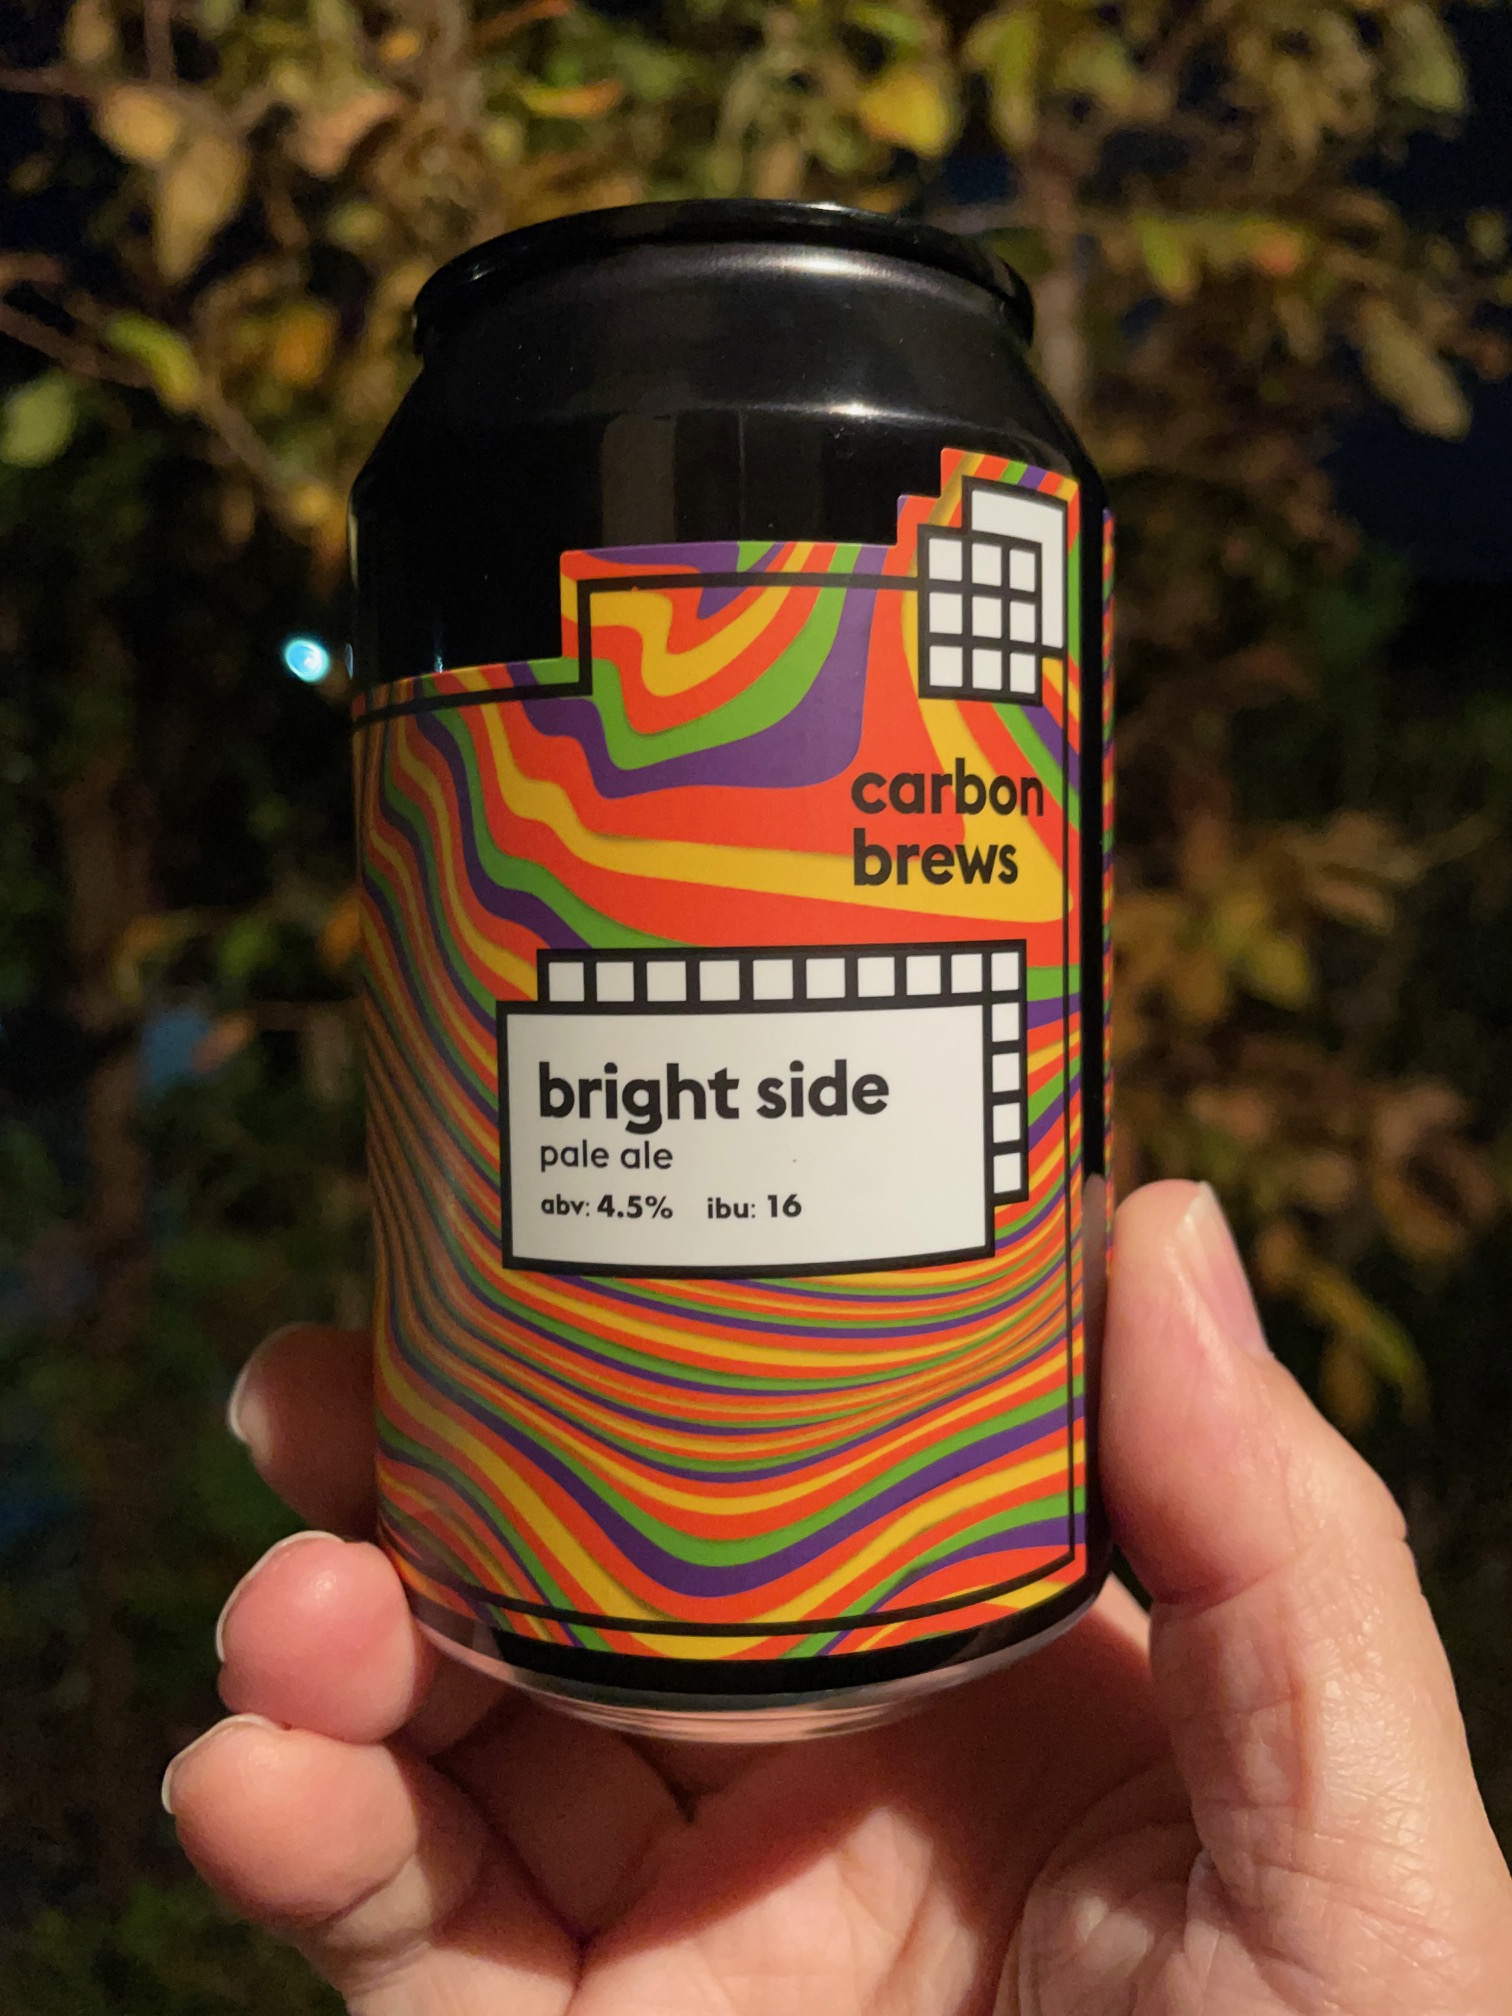 carbon
brews
bright side
pale ale
abv: 4.5% ibu: 16